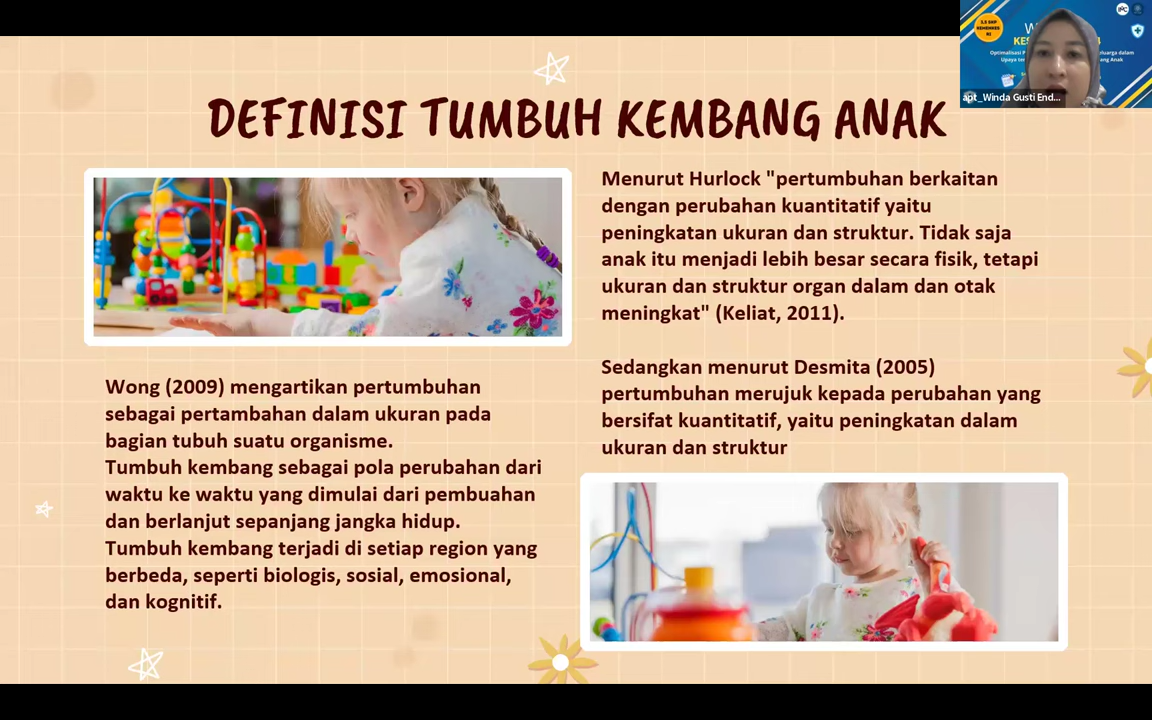 DEFINISI TUMBUH KEMBANG ANAK
Wong (2009) mengartikan pertumbuhan
sebagai pertambahan dalam ukuran pada
bagian tubuh suatu organisme.
Tumbuh kembang sebagai pola perubahan dari
waktu ke waktu yang dimulai dari pembuahan
dan berlanjut sepanjang jangka hidup.
Tumbuh kembang terjadi di setiap region yang
berbeda, seperti biologis, sosial, emosional,
dan kognitif.
Menurut Hurlock "pertumbuhan berkaitan
dengan perubahan kuantitatif yaitu
peningkatan ukuran dan struktur. Tidak saja
anak itu menjadi lebih besar secara fisik, tetapi
ukuran dan struktur organ dalam dan otak
meningkat" (Keliat, 2011).
Sedangkan menurut Desmita (2005)
pertumbuhan merujuk kepada perubahan yang
bersifat kuantitatif, yaitu peningkatan dalam
ukuran dan struktur
apt_Winda Gusti End...